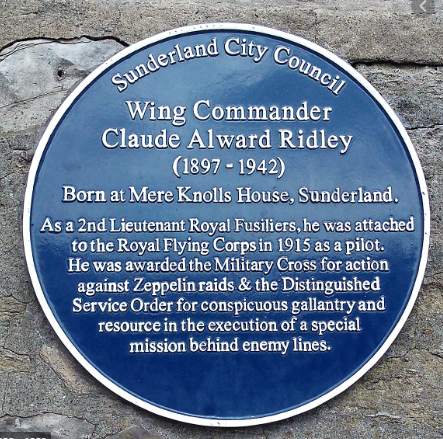 Sunderland City Council
Wing Commander
Claude Alward Ridley
(1897 - 1942)
Born at Mere Knolls House, Sunderland.
As a 2nd Lieutenant Royal Fusiliers, he was attached
to the Royal Flying Corps in 1915 as a pilot.
He was awarded the Military Cross for action
against Zeppelin raids & the Distinguished
Service Order for conspicuous gallantry and
resource in the execution of a special
mission behind enemy lines.